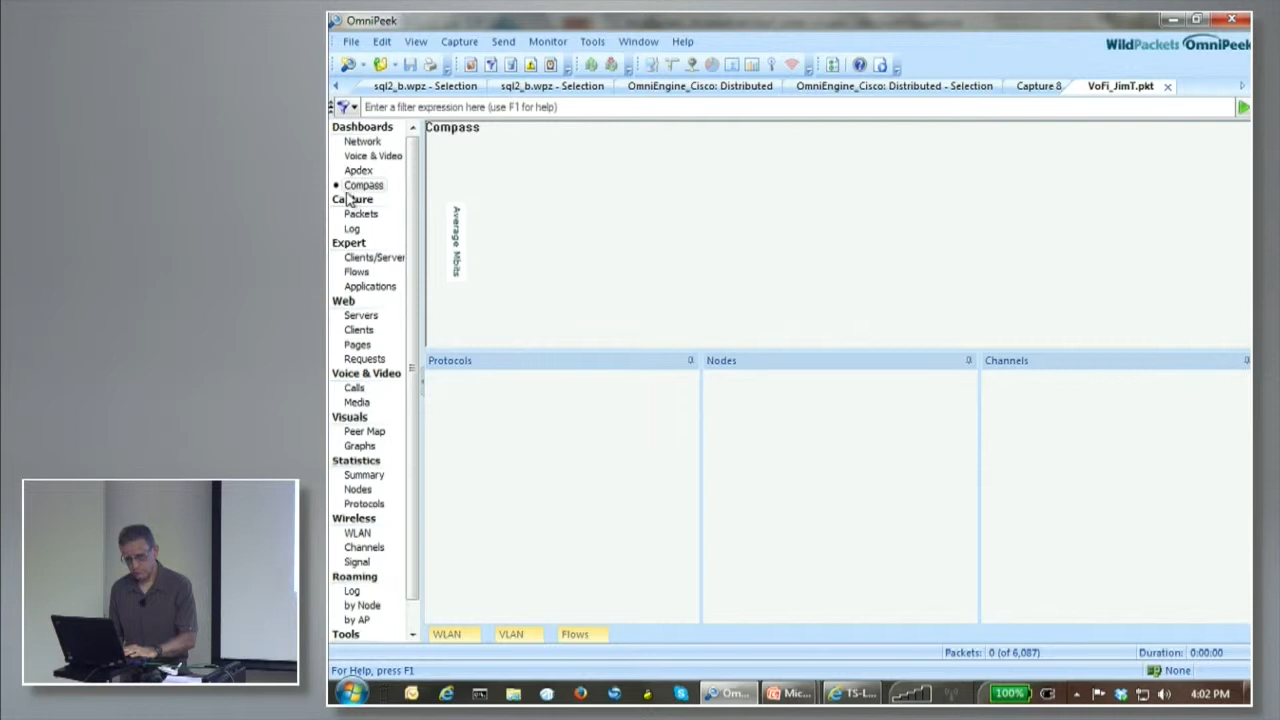 OmniPeek
File Edit View Capture Send Monitor Tools Window Help
WildPackets OmniPeek
sql2_b.wpz - Selection sql2_b.wpz - Selection OmniEngine_Cisco: Distributed OmniEngine_Cisco: Distributed - Selection Capture 8 VoFi_JimT.pkt
Enter a filter expression here (use F1 for help)
Dashboards
Network
Voice & Video
Apdex
Compass
Capture
Packets
Log
Expert
Clients/Server
Flows
Applications
Web
Servers
Clients
Pages
Requests
Voice & Video
Calls
Media
Visuals
Peer Map
Graphs
Statistics
Summary
Nodes
Protocols
Wireless
WLAN
Channels
Signal
Roaming
Log
by Node
by AP
Tools
Compass
Average Mbits
Protocols Nodes Channels
WLAN VLAN Flows
Packets: 0 (of 6,087) Duration: 0:00:00
For Help, press F1 None
Om... Mic... TS-L... 100% 4:02 PM